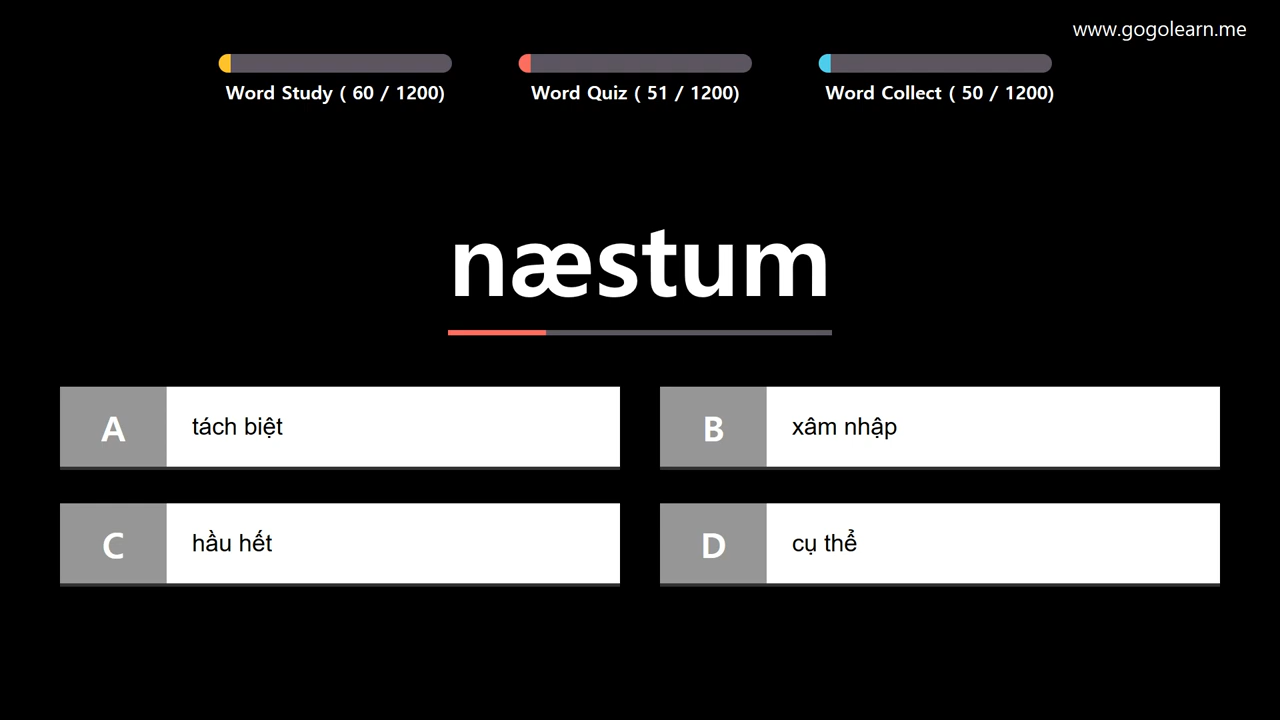 www.gogolearn.me
Word Study ( 60 / 1200)
Word Quiz ( 51 / 1200)
Word Collect ( 50 / 1200)
næstum
A
tách biệt
B
xâm nhập
C
hầu hết
D
cụ thể